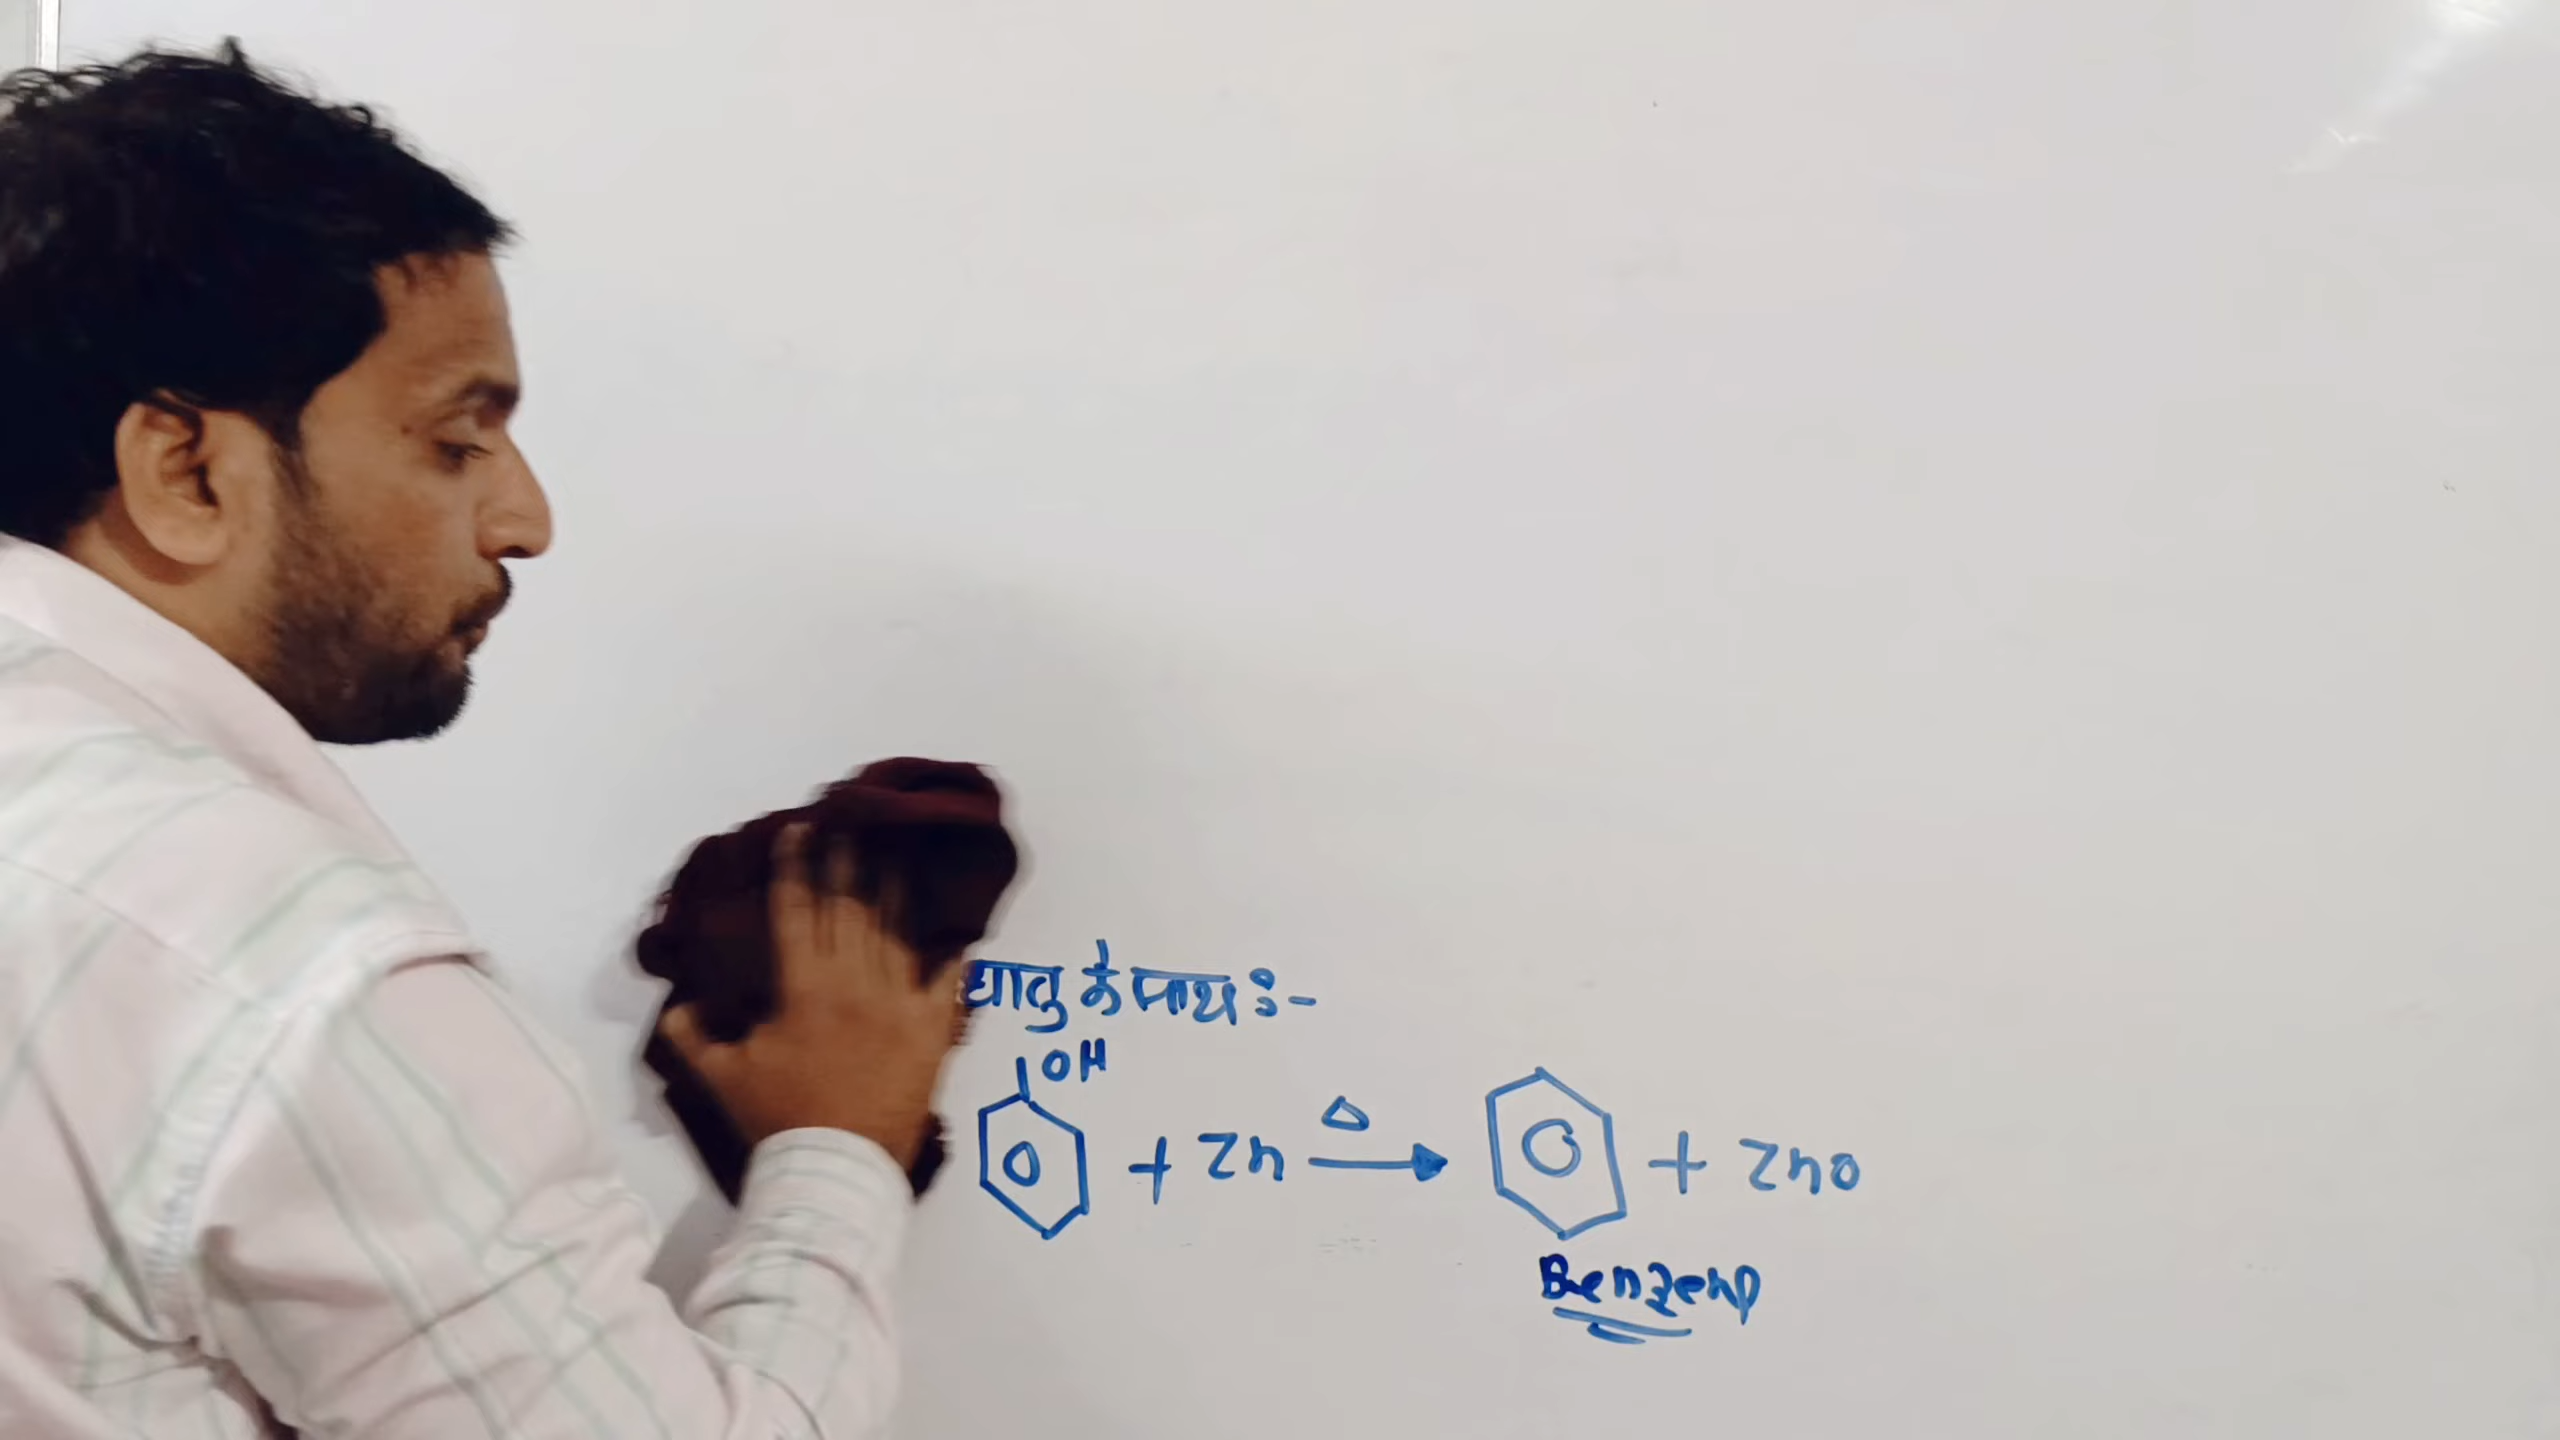 धातु के साथ :-
OH
+ Zn Δ → + ZnO
Benzene